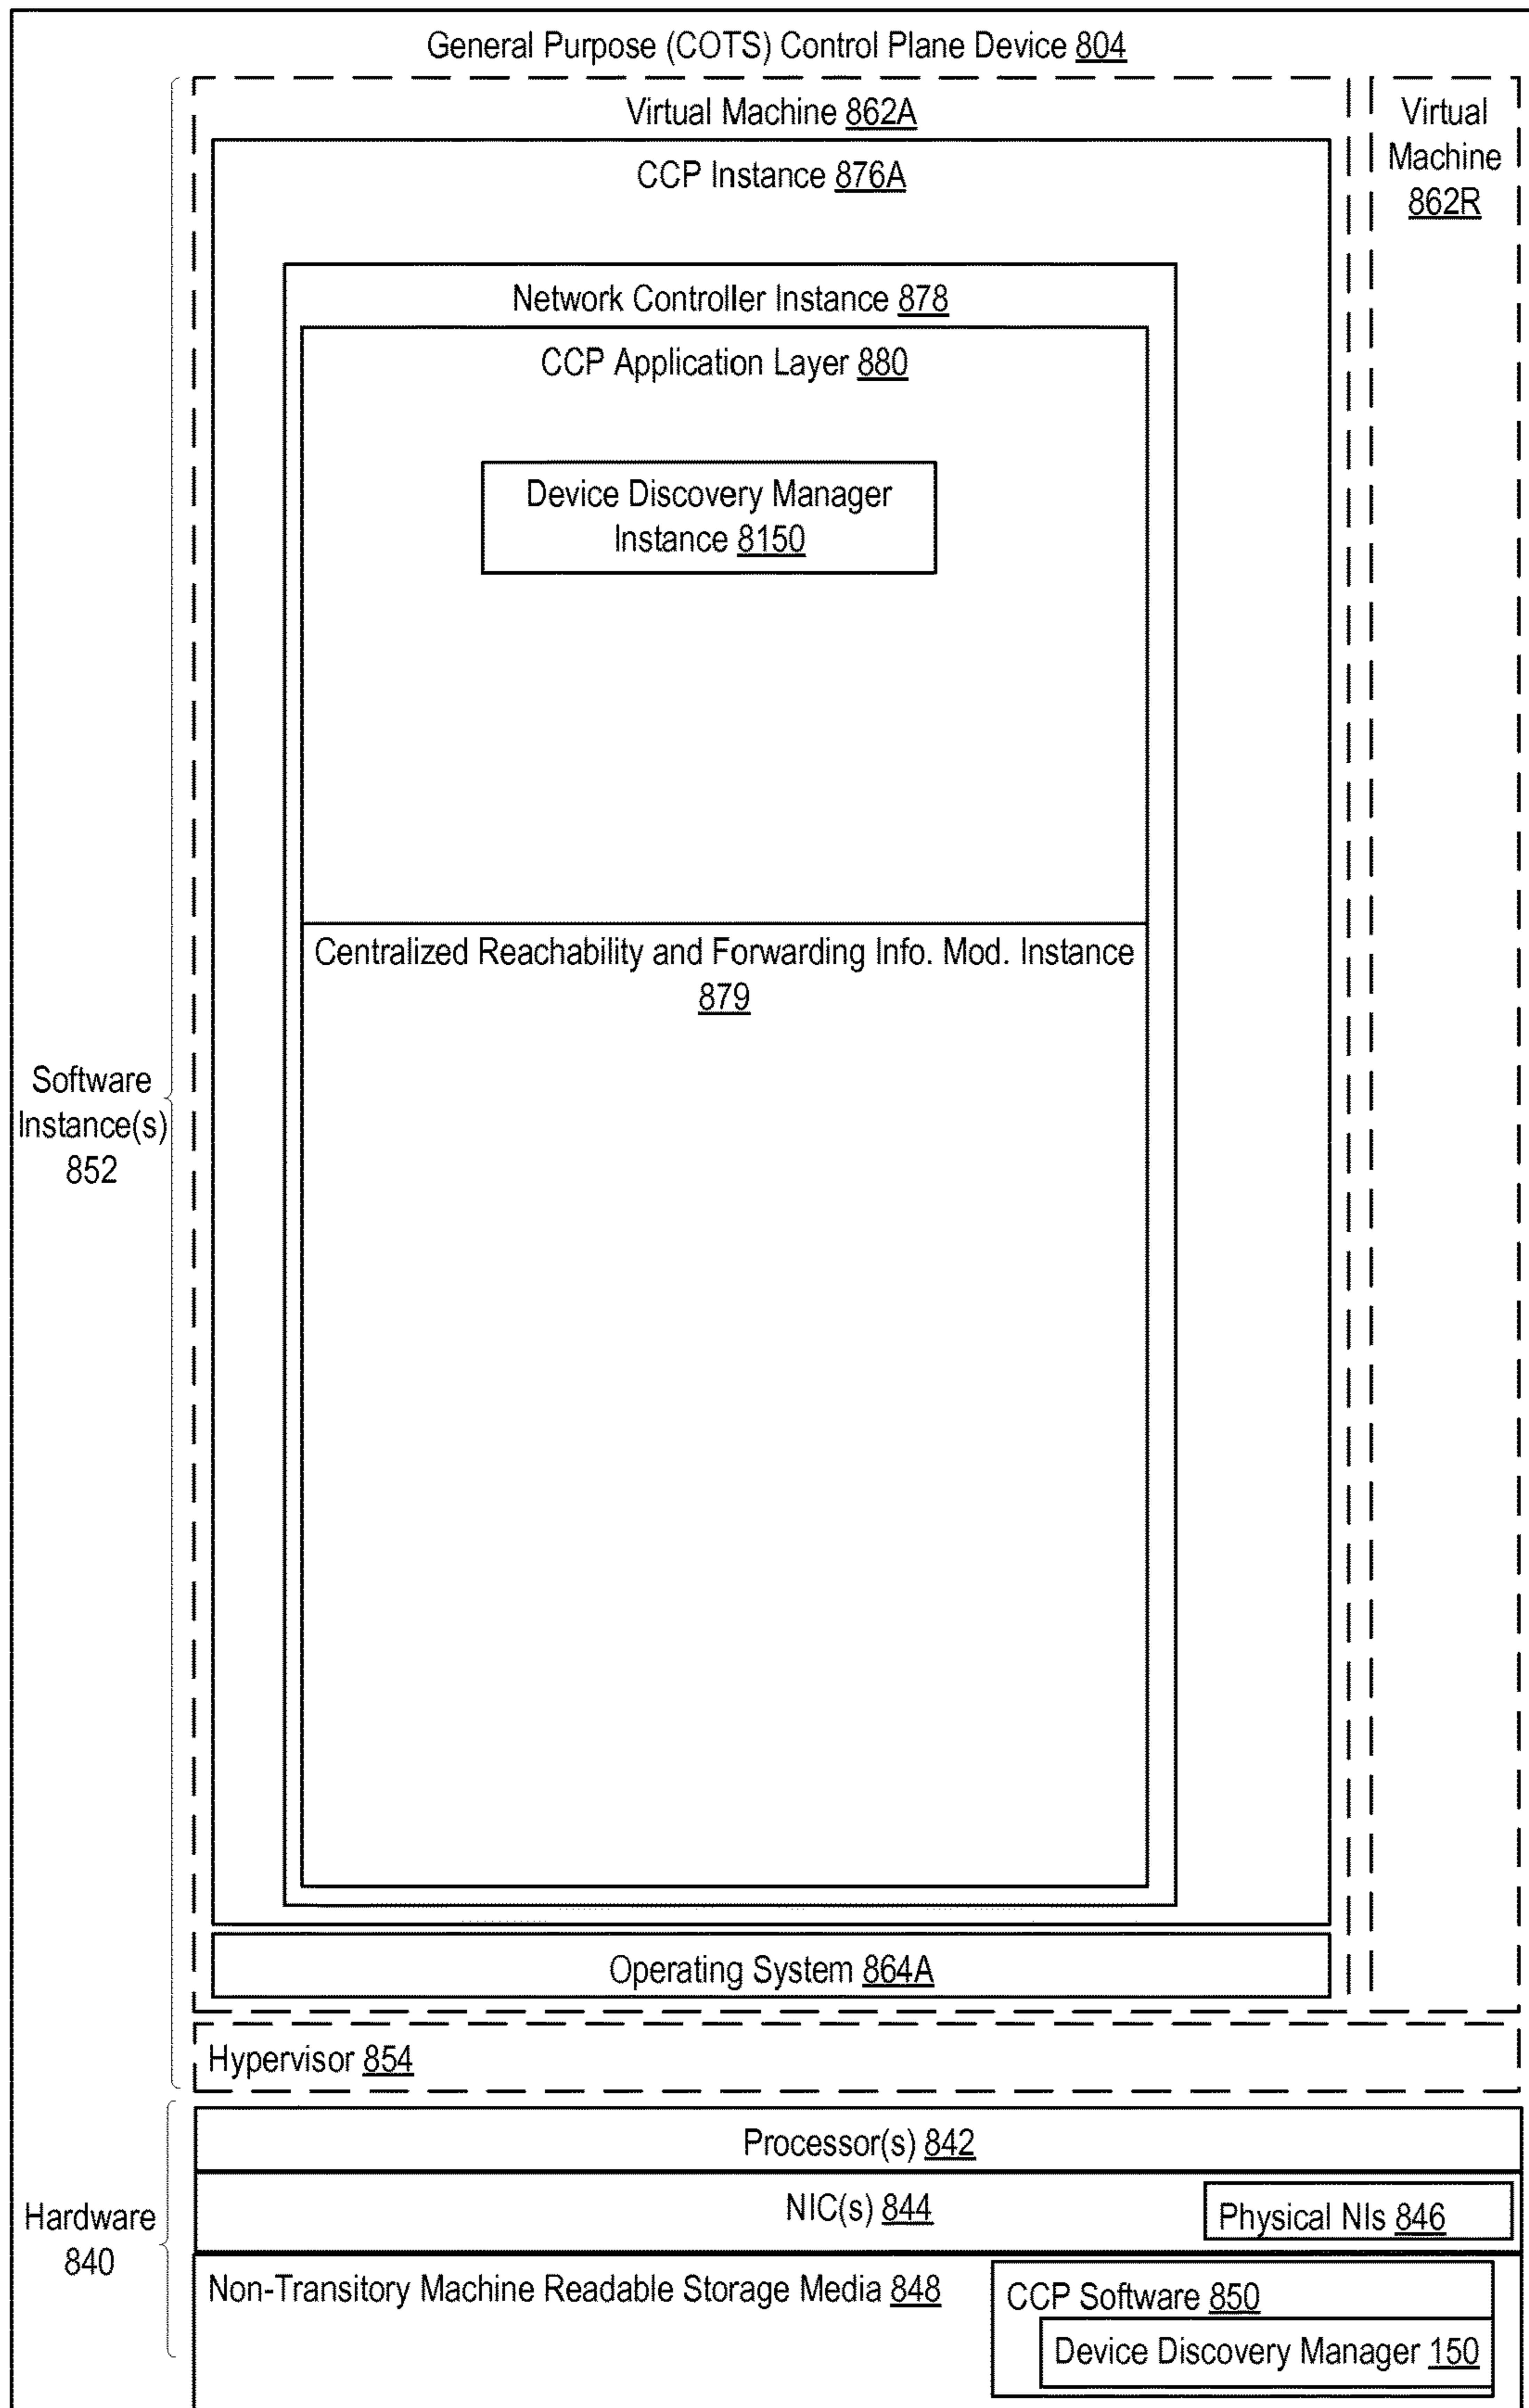 General Purpose (COTS) Control Plane Device 804
Virtual Machine 862A
Virtual
Machine
862R
CCP Instance 876A
Network Controller Instance 878
CCP Application Layer 880
Device Discovery Manager
Instance 8150
Centralized Reachability and Forwarding Info. Mod. Instance
879
Software
Instance(s)
852
Operating System 864A
Hypervisor 854
Processor(s) 842
NIC(s) 844
Physical NIs 846
Hardware
840
Non-Transitory Machine Readable Storage Media 848
CCP Software 850
Device Discovery Manager 150